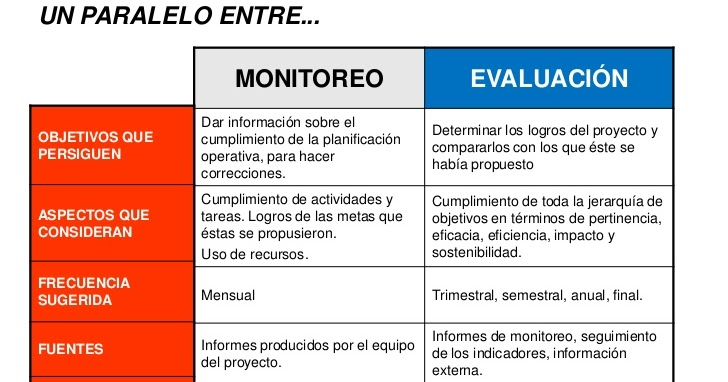 UN PARALELO ENTRE...
MONITOREO
EVALUACIÓN
OBJETIVOS QUE
PERSIGUEN
Dar información sobre el
cumplimiento de la planificación
operativa, para hacer
correcciones.
Determinar los logros del proyecto y
compararlos con los que éste se
había propuesto
ASPECTOS QUE
CONSIDERAN
Cumplimiento de actividades y
tareas. Logros de las metas que
éstas se propusieron.
Uso de recursos.
Cumplimiento de toda la jerarquía de
objetivos en términos de pertinencia,
eficacia, eficiencia, impacto y
sostenibilidad.
FRECUENCIA
SUGERIDA
Mensual
Trimestral, semestral, anual, final.
FUENTES
Informes producidos por el equipo
del proyecto.
Informes de monitoreo, seguimiento
de los indicadores, información
externa.